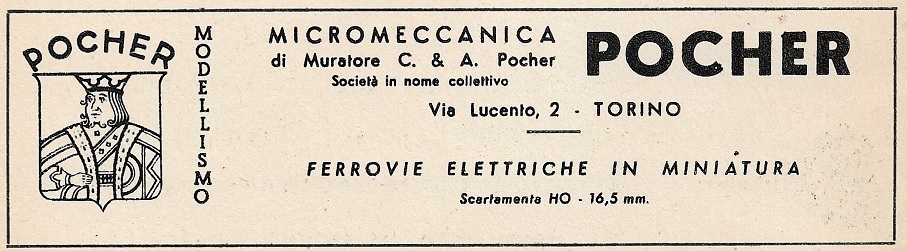 POCHER
MODELLISMO
MICROMECCANICA
di Muratore C. & A. Pocher
Società in nome collettivo
POCHER
Via Lucento, 2 - TORINO
FERROVIE ELETTRICHE IN MINIATURA
Scartamento HO - 16,5 mm.